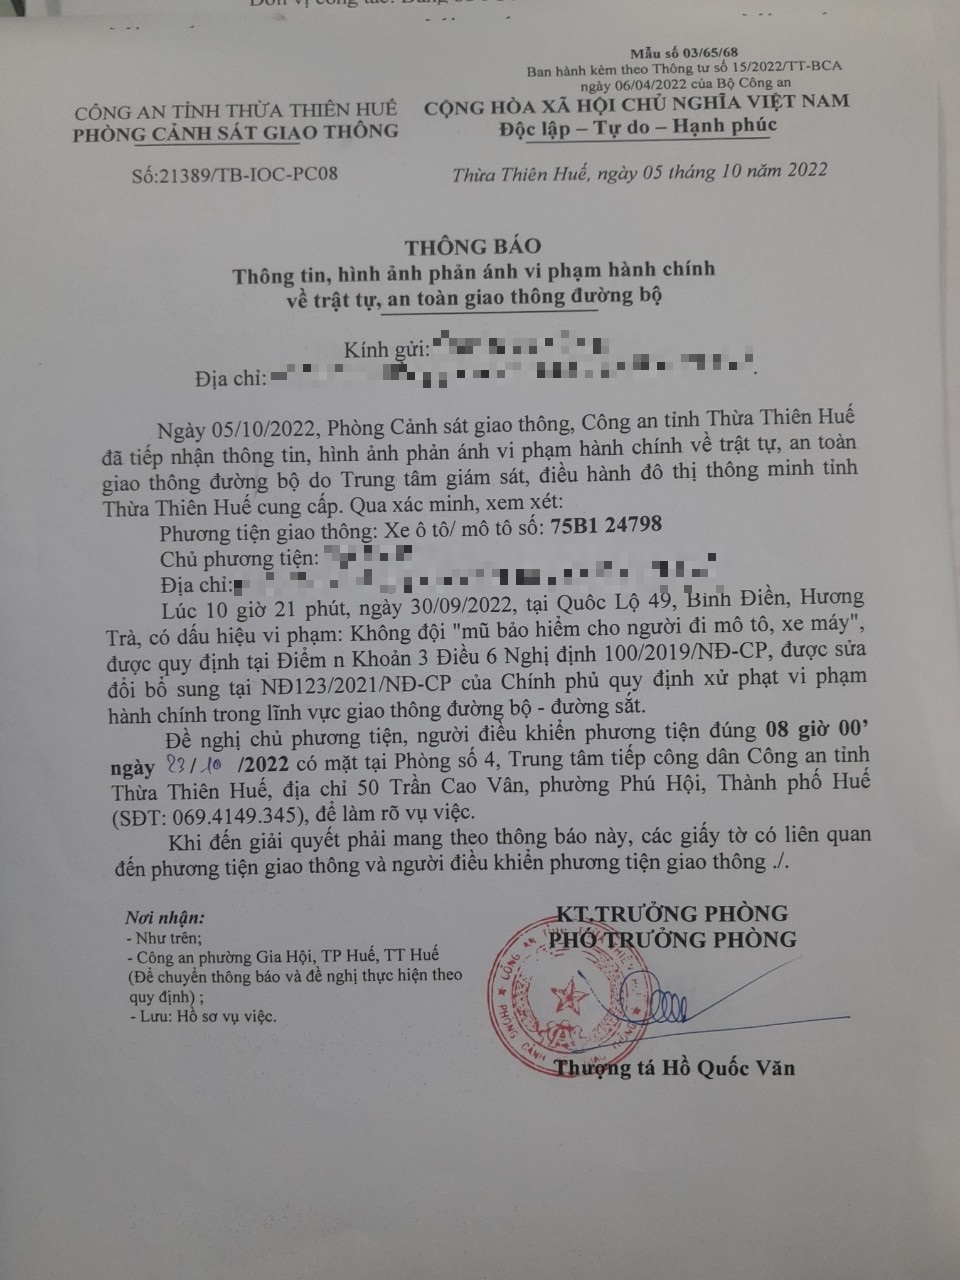 Mẫu số 03/65/68
Ban hành kèm theo Thông tư số 15/2022/TT-BCA
ngày 06/04/2022 của Bộ Công an
CÔNG AN TỈNH THỪA THIÊN HUẾ
PHÒNG CẢNH SÁT GIAO THÔNG
CỘNG HÒA XÃ HỘI CHỦ NGHĨA VIỆT NAM
Độc lập – Tự do – Hạnh phúc
Số:21389/TB-IOC-PC08
Thừa Thiên Huế, ngày 05 tháng 10 năm 2022
THÔNG BÁO
Thông tin, hình ảnh phản ánh vi phạm hành chính
về trật tự, an toàn giao thông đường bộ
Kính gửi:
Địa chỉ:
Ngày 05/10/2022, Phòng Cảnh sát giao thông, Công an tỉnh Thừa Thiên Huế
đã tiếp nhận thông tin, hình ảnh phản ánh vi phạm hành chính về trật tự, an toàn
giao thông đường bộ do Trung tâm giám sát, điều hành đô thị thông minh tỉnh
Thừa Thiên Huế cung cấp. Qua xác minh, xem xét:
Phương tiện giao thông: Xe ô tô/ mô tô số: 75B1 24798
Chủ phương tiện:
Địa chỉ:
Lúc 10 giờ 21 phút, ngày 30/09/2022, tại Quôc Lộ 49, Bình Điền, Hương
Trà, có dấu hiệu vi phạm: Không đội "mũ bảo hiểm cho người đi mô tô, xe máy",
được quy định tại Điểm n Khoản 3 Điều 6 Nghị định 100/2019/NĐ-CP, được sửa
đổi bổ sung tại NĐ123/2021/NĐ-CP của Chính phủ quy định xử phạt vi phạm
hành chính trong lĩnh vực giao thông đường bộ - đường sắt.
Đề nghị chủ phương tiện, người điều khiển phương tiện đúng 08 giờ 00’
ngày 23/10 /2022 có mặt tại Phòng số 4, Trung tâm tiếp công dân Công an tỉnh
Thừa Thiên Huế, địa chỉ 50 Trần Cao Vân, phường Phú Hội, Thành phố Huế
(SĐT: 069.4149.345), để làm rõ vụ việc.
Khi đến giải quyết phải mang theo thông báo này, các giấy tờ có liên quan
đến phương tiện giao thông và người điều khiển phương tiện giao thông ./.
Nơi nhận:
- Như trên;
- Công an phường Gia Hội, TP Huế, TT Huế
(Để chuyển thông báo và đề nghị thực hiện theo
quy định) ;
- Lưu: Hồ sơ vụ việc.
KT.TRƯỞNG PHÒNG
PHÓ TRƯỞNG PHÒNG
CÔNG AN TỈNH THỪA THIÊN HUẾ
PHÒNG CẢNH SÁT GIAO THÔNG
Thượng tá Hồ Quốc Văn